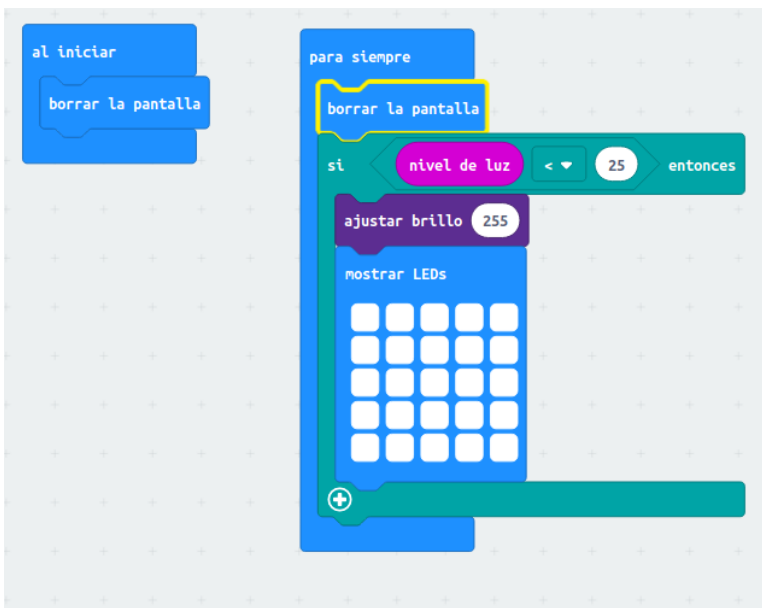 al iniciar
borrar la pantalla
para siempre
borrar la pantalla
si nivel de luz < 25 entonces
ajustar brillo 255
mostrar LEDs